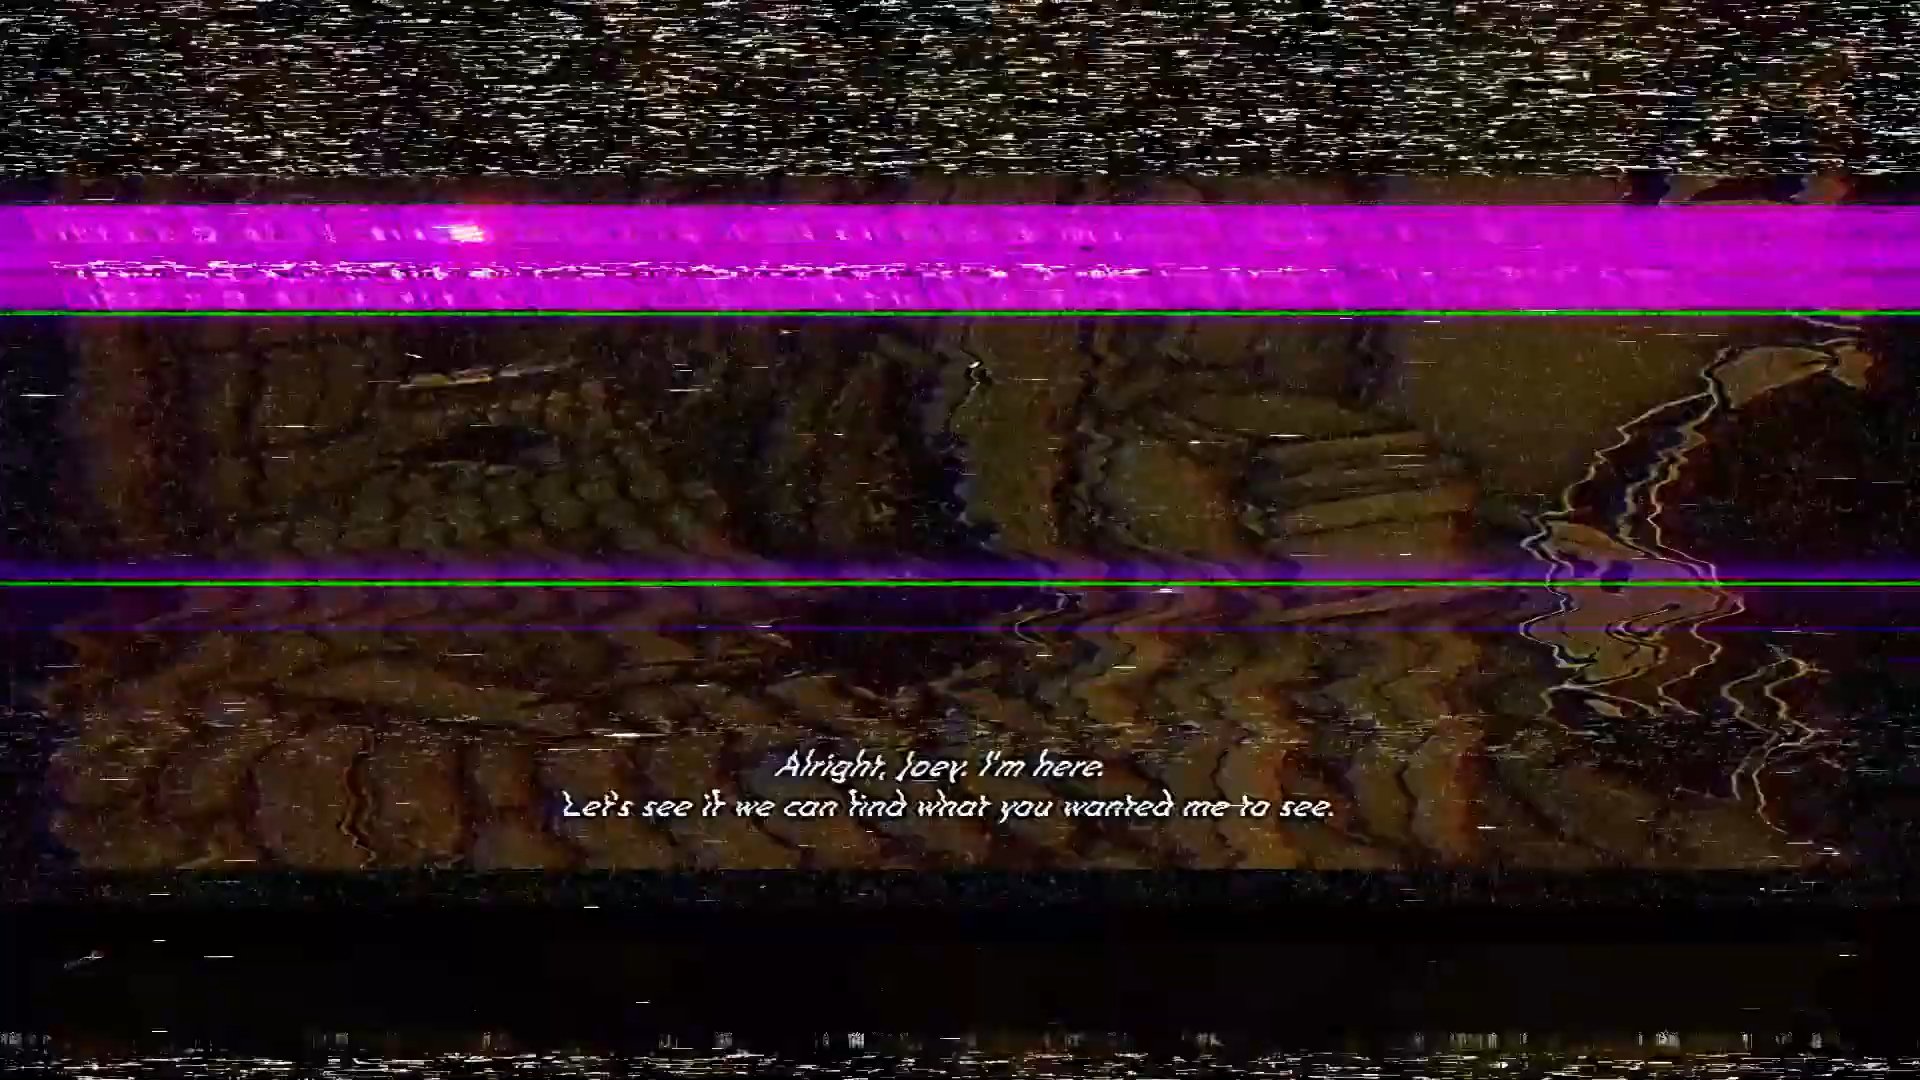 Alright, Joey. I'm here.
Let's see if we can find what you wanted me to see.